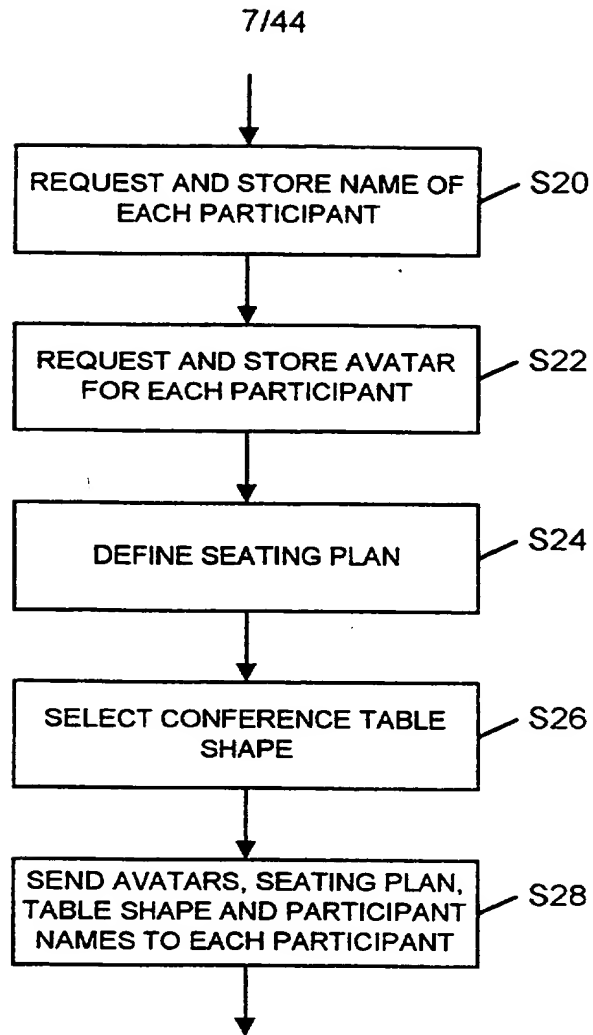 7/44
REQUEST AND STORE NAME OF
EACH PARTICIPANT
S20
REQUEST AND STORE AVATAR
FOR EACH PARTICIPANT
S22
DEFINE SEATING PLAN
S24
SELECT CONFERENCE TABLE
SHAPE
S26
SEND AVATARS, SEATING PLAN,
TABLE SHAPE AND PARTICIPANT
NAMES TO EACH PARTICIPANT
S28